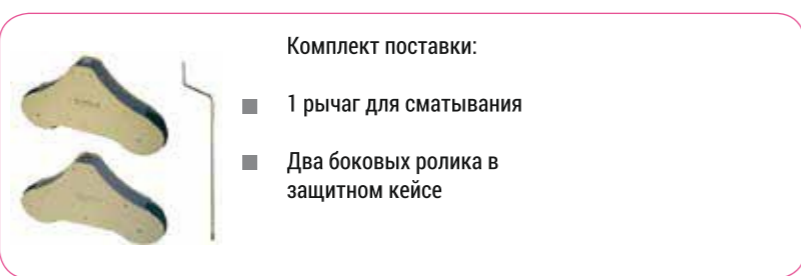 Комплект поставки:
1 рычаг для сматывания
Два боковых ролика в
защитном кейсе